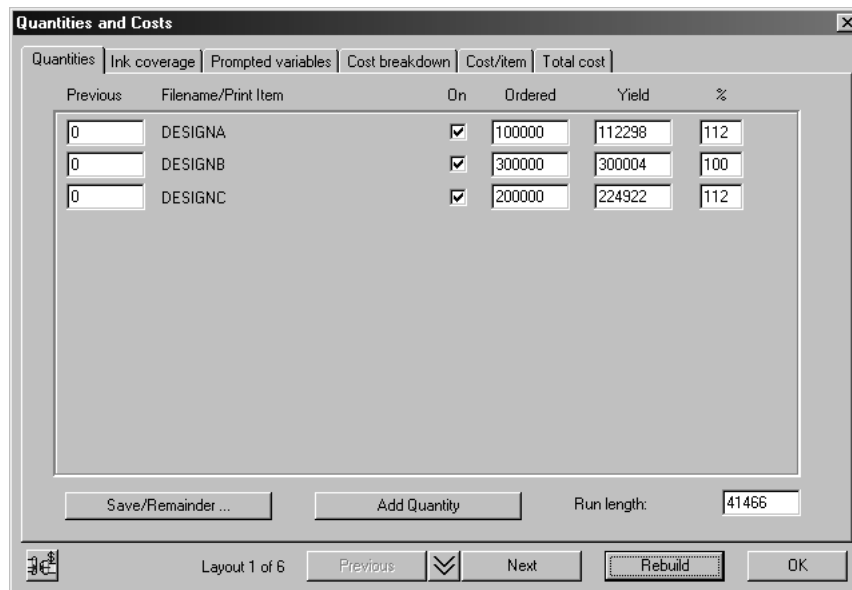 Quantities and Costs
Quantities Ink coverage Prompted variables Cost breakdown Cost/item Total cost
Previous Filename/Print Item On Ordered Yield %
0 DESIGNA 100000 112298 112
0 DESIGNB 300000 300004 100
0 DESIGNC 200000 224922 112
Save/Remainder ... Add Quantity Run length: 41466
Layout 1 of 6 Previous Next Rebuild OK